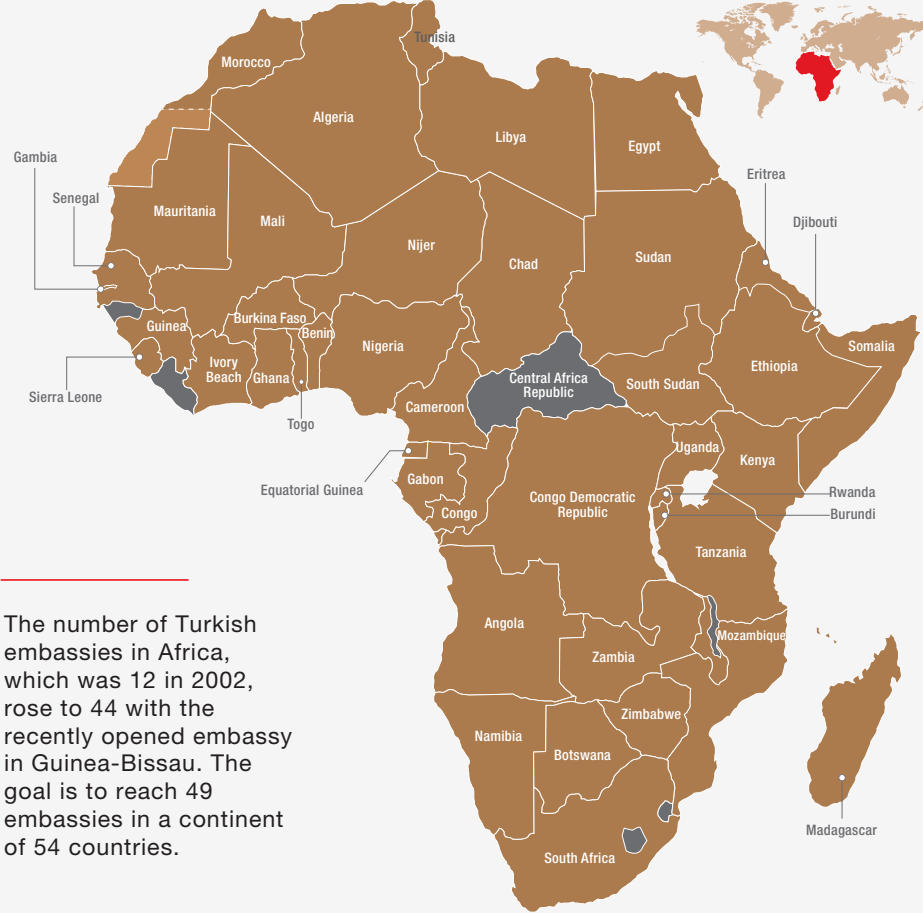 Tunisia
Morocco
Algeria
Libya
Egypt
Gambia
Senegal
Eritrea
Djibouti
Mauritania
Mali
Nijer
Chad
Sudan
Guinea
Burkina Faso
Benin
Nigeria
Ivory
Beach
Ghana
Central Africa
Republic
South Sudan
Ethiopia
Somalia
Sierra Leone
Togo
Cameroon
Equatorial Guinea
Gabon
Congo
Congo Democratic
Republic
Uganda
Kenya
Rwanda
Burundi
Tanzania
Angola
Zambia
Mozambique
Zimbabwe
Namibia
Botswana
South Africa
Madagascar
The number of Turkish
embassies in Africa,
which was 12 in 2002,
rose to 44 with the
recently opened embassy
in Guinea-Bissau. The
goal is to reach 49
embassies in a continent
of 54 countries.